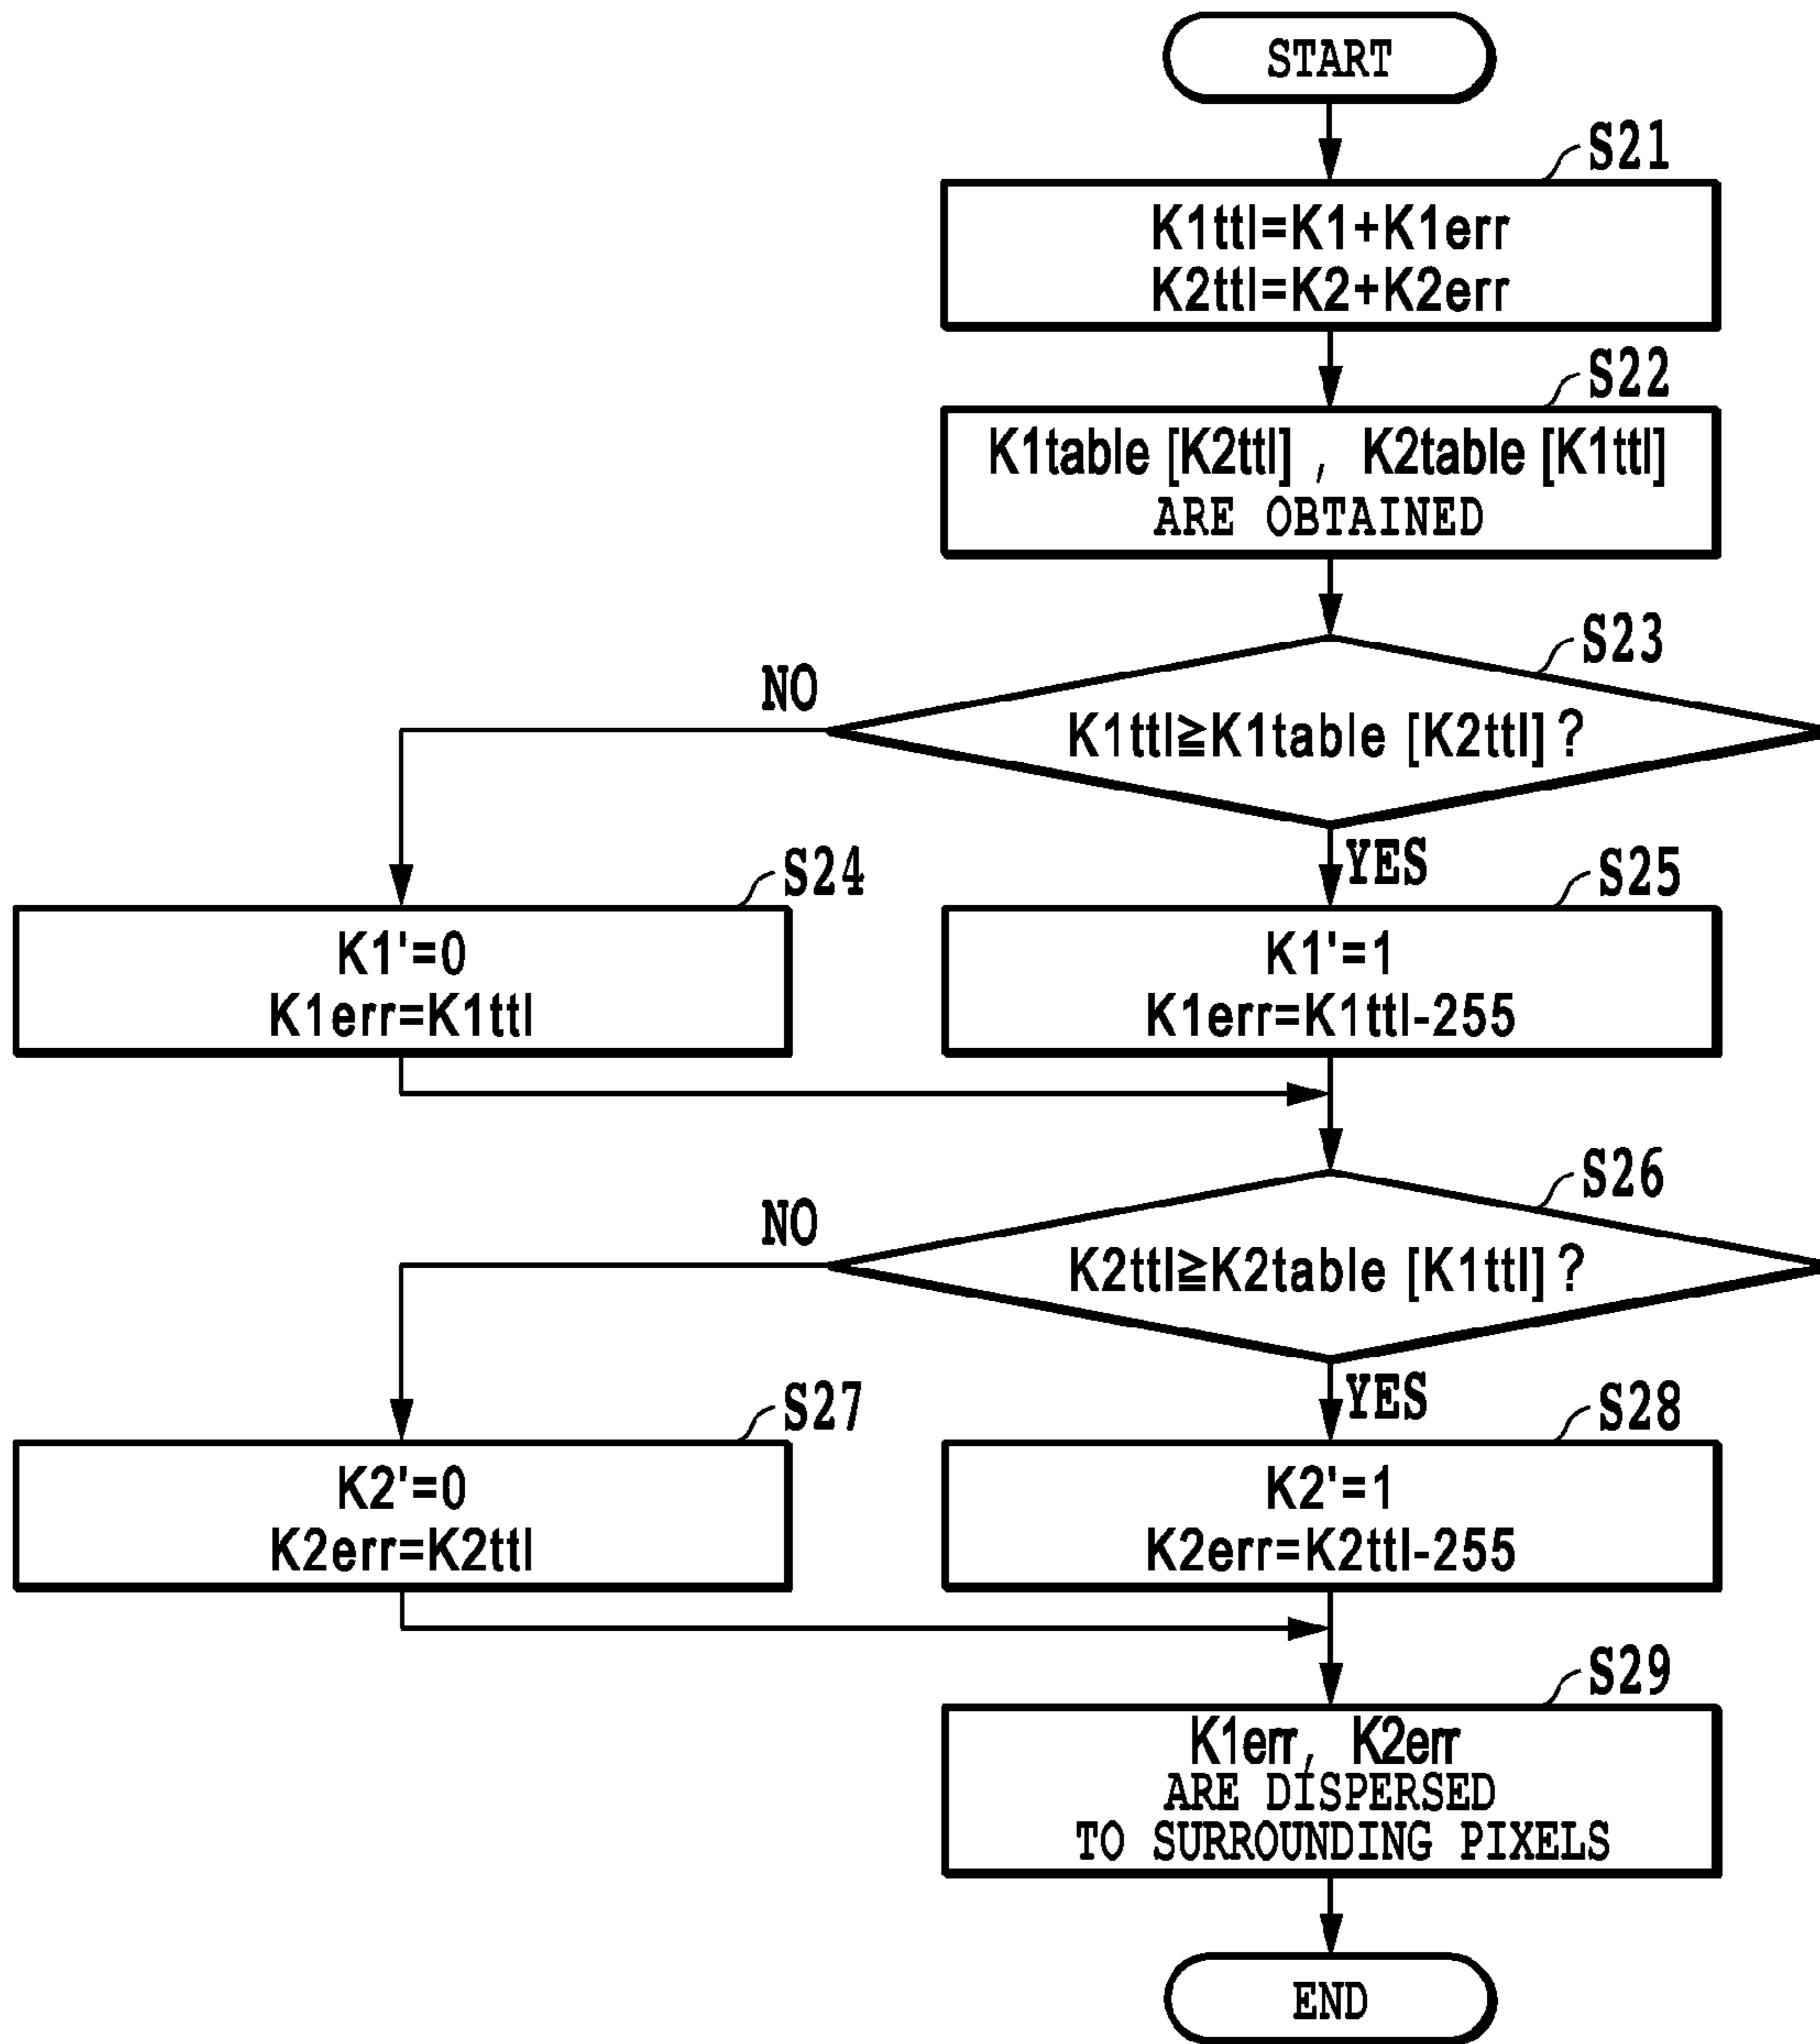 START
S21
K1ttl=K1+K1err
K2ttl=K2+K2err
S22
K1table [K2ttl] , K2table [K1ttl]
ARE OBTAINED
S23
NO
K1ttl≧K1table [K2ttl] ?
YES
S24
S25
K1'=0
K1err=K1ttl
K1'=1
K1err=K1ttl-255
S26
NO
K2ttl≧K2table [K1ttl] ?
YES
S27
S28
K2'=0
K2err=K2ttl
K2'=1
K2err=K2ttl-255
S29
K1err, K2err
ARE DISPERSED
TO SURROUNDING PIXELS
END